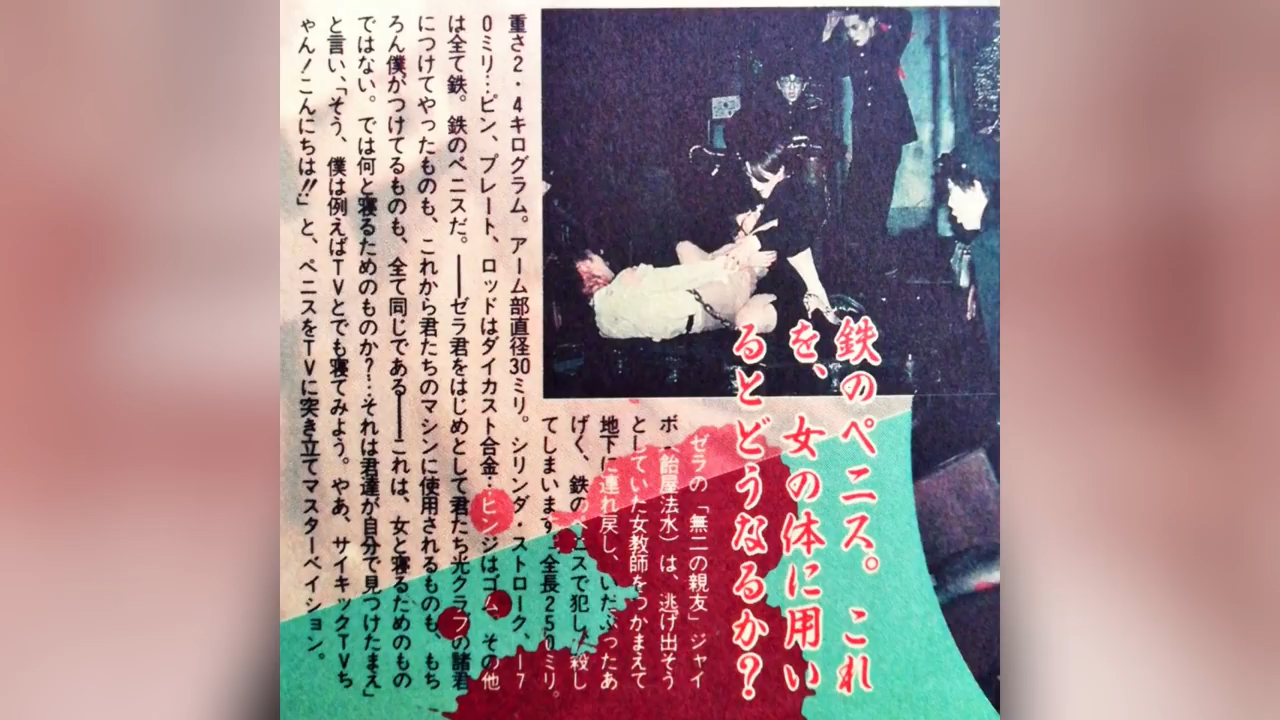 鉄のペニス。これ
を、女の体に用い
るとどうなるか？
ゼラの「無二の親友」ジャイ
ボ（飴屋法水）は、逃げ出そう
としていた女教師をつかまえて
地下に連れ戻し、いたぶったあ
げく、鉄のペニスで犯し、殺し
てしまいます。全長２５０ミリ。
重さ２・４キログラム。アーム部直径30ミリ。シリンダ・ストローク、一７
０ミリ…ピン、プレート、ロッドはダイカスト合金…ヒンジはゴム、その他
は全て鉄。鉄のペニスだ。――ゼラ君をはじめとして君たち光クラブの諸君
につけてやったものも、これから君たちのマシンに使用されるものも、もち
ろん僕がつけてるものも、全て同じである――これは、女と寝るためのもの
ではない。では何と寝るためのものか？…それは君達が自分で見つけたまえ」
と言い、「そう、僕は例えばＴＶとでも寝てみよう。やあ、サイキックＴＶち
ゃん！こんにちは!!」と、ペニスをＴＶに突き立てマスターベイション。